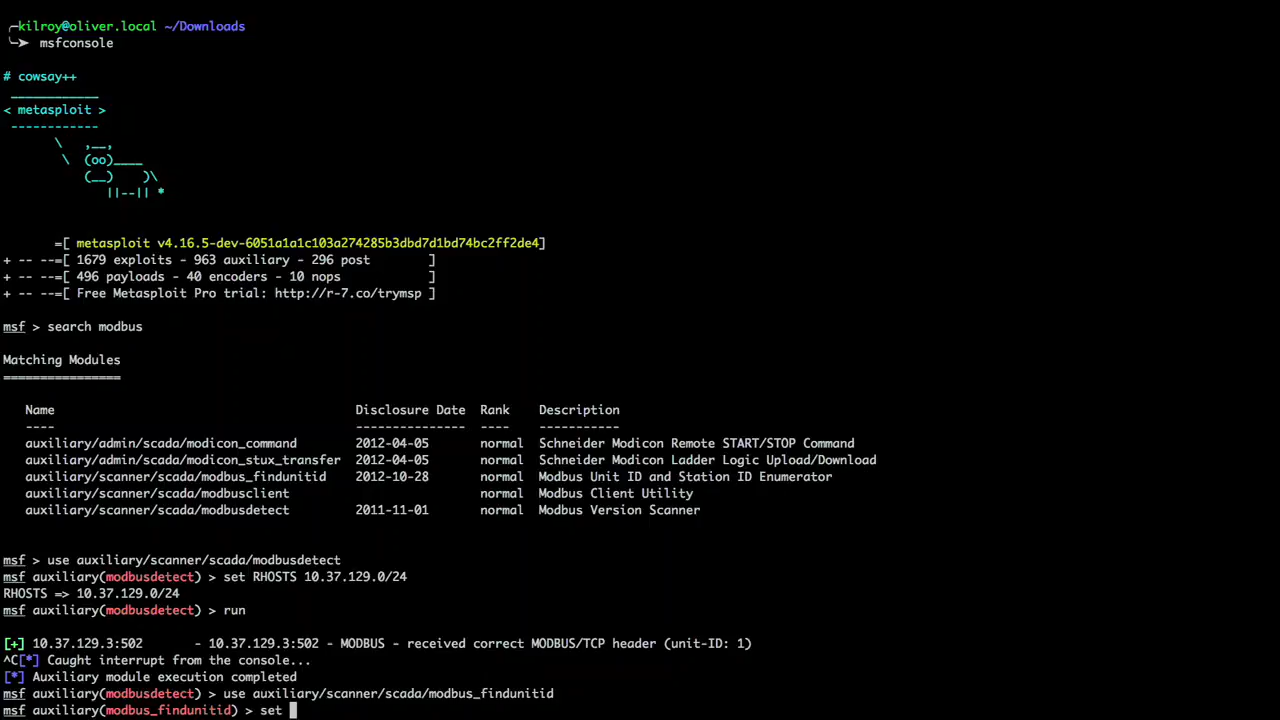 ╭─kilroy@oliver.local ~/Downloads
╰─➤  msfconsole
# cowsay++
 ____________
< metasploit >
 ------------
       \   ,__,
        \  (oo)____
           (__)    )\
              ||--|| *
       =[ metasploit v4.16.5-dev-6051a1a1c103a274285b3dbd7d1bd74bc2ff2de4]
+ -- --=[ 1679 exploits - 963 auxiliary - 296 post        ]
+ -- --=[ 496 payloads - 40 encoders - 10 nops            ]
+ -- --=[ Free Metasploit Pro trial: http://r-7.co/trymsp ]
msf > search modbus
Matching Modules
================
   Name                                      Disclosure Date  Rank    Description
   ----                                      ---------------  ----    -----------
   auxiliary/admin/scada/modicon_command        2012-04-05       normal  Schneider Modicon Remote START/STOP Command
   auxiliary/admin/scada/modicon_stux_transfer  2012-04-05       normal  Schneider Modicon Ladder Logic Upload/Download
   auxiliary/scanner/scada/modbus_findunitid    2012-10-28       normal  Modbus Unit ID and Station ID Enumerator
   auxiliary/scanner/scada/modbusclient                          normal  Modbus Client Utility
   auxiliary/scanner/scada/modbusdetect         2011-11-01       normal  Modbus Version Scanner
msf > use auxiliary/scanner/scada/modbusdetect
msf auxiliary(modbusdetect) > set RHOSTS 10.37.129.0/24
RHOSTS => 10.37.129.0/24
msf auxiliary(modbusdetect) > run
[+] 10.37.129.3:502       - 10.37.129.3:502 - MODBUS - received correct MODBUS/TCP header (unit-ID: 1)
^C[*] Caught interrupt from the console...
[*] Auxiliary module execution completed
msf auxiliary(modbusdetect) > use auxiliary/scanner/scada/modbus_findunitid
msf auxiliary(modbus_findunitid) > set